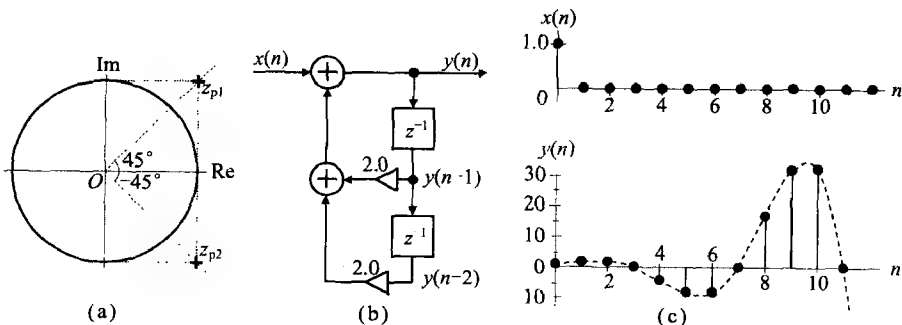 Im
z_p1
45°
O
-45°
Re
z_p2
(a)
x(n)
+
y(n)
z⁻¹
2.0
+
y(n-1)
z⁻¹
2.0
y(n-2)
(b)
x(n)
1.0
0
2 4 6 8 10
n
y(n)
30
20
10
0
10
2 4 6 8 10
n
(c)